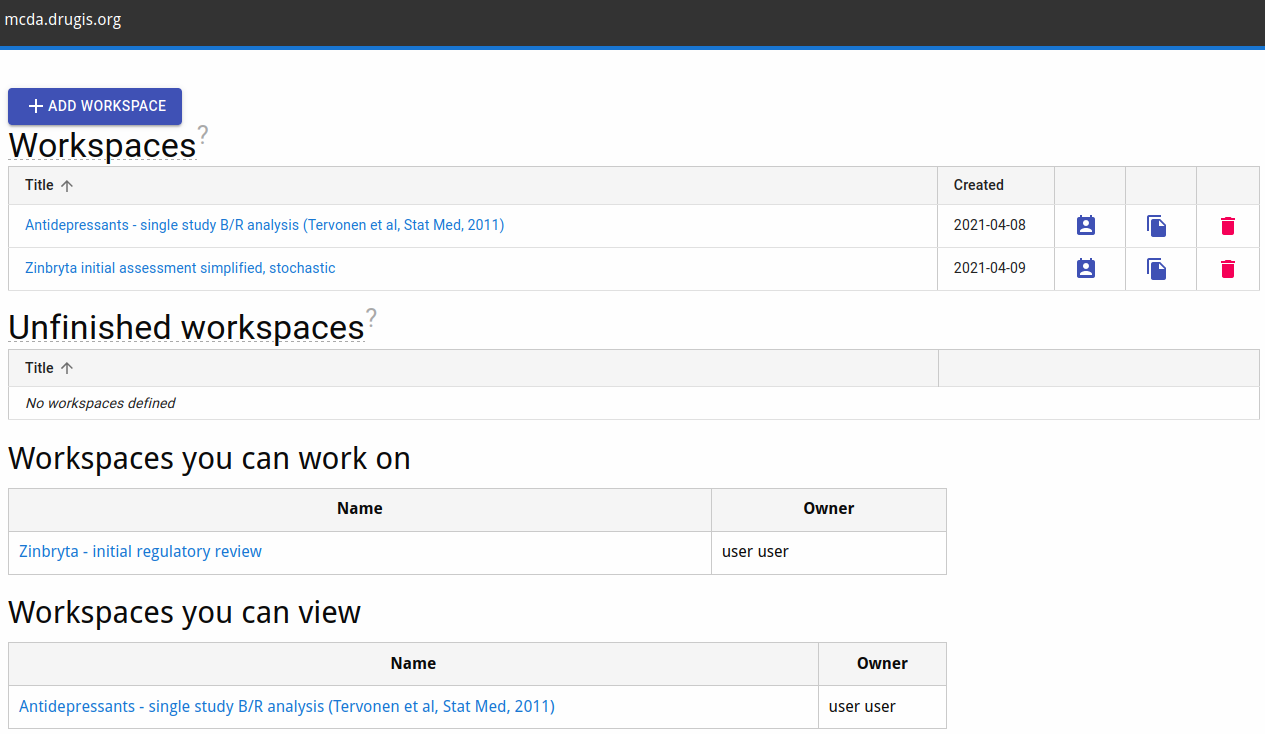 mcda.drugis.org
+ ADD WORKSPACE
Workspaces?
Title ↑ Created
Antidepressants - single study B/R analysis (Tervonen et al, Stat Med, 2011) 2021-04-08
Zinbryta initial assessment simplified, stochastic 2021-04-09
Unfinished workspaces?
Title ↑
No workspaces defined
Workspaces you can work on
Name Owner
Zinbryta - initial regulatory review user user
Workspaces you can view
Name Owner
Antidepressants - single study B/R analysis (Tervonen et al, Stat Med, 2011) user user